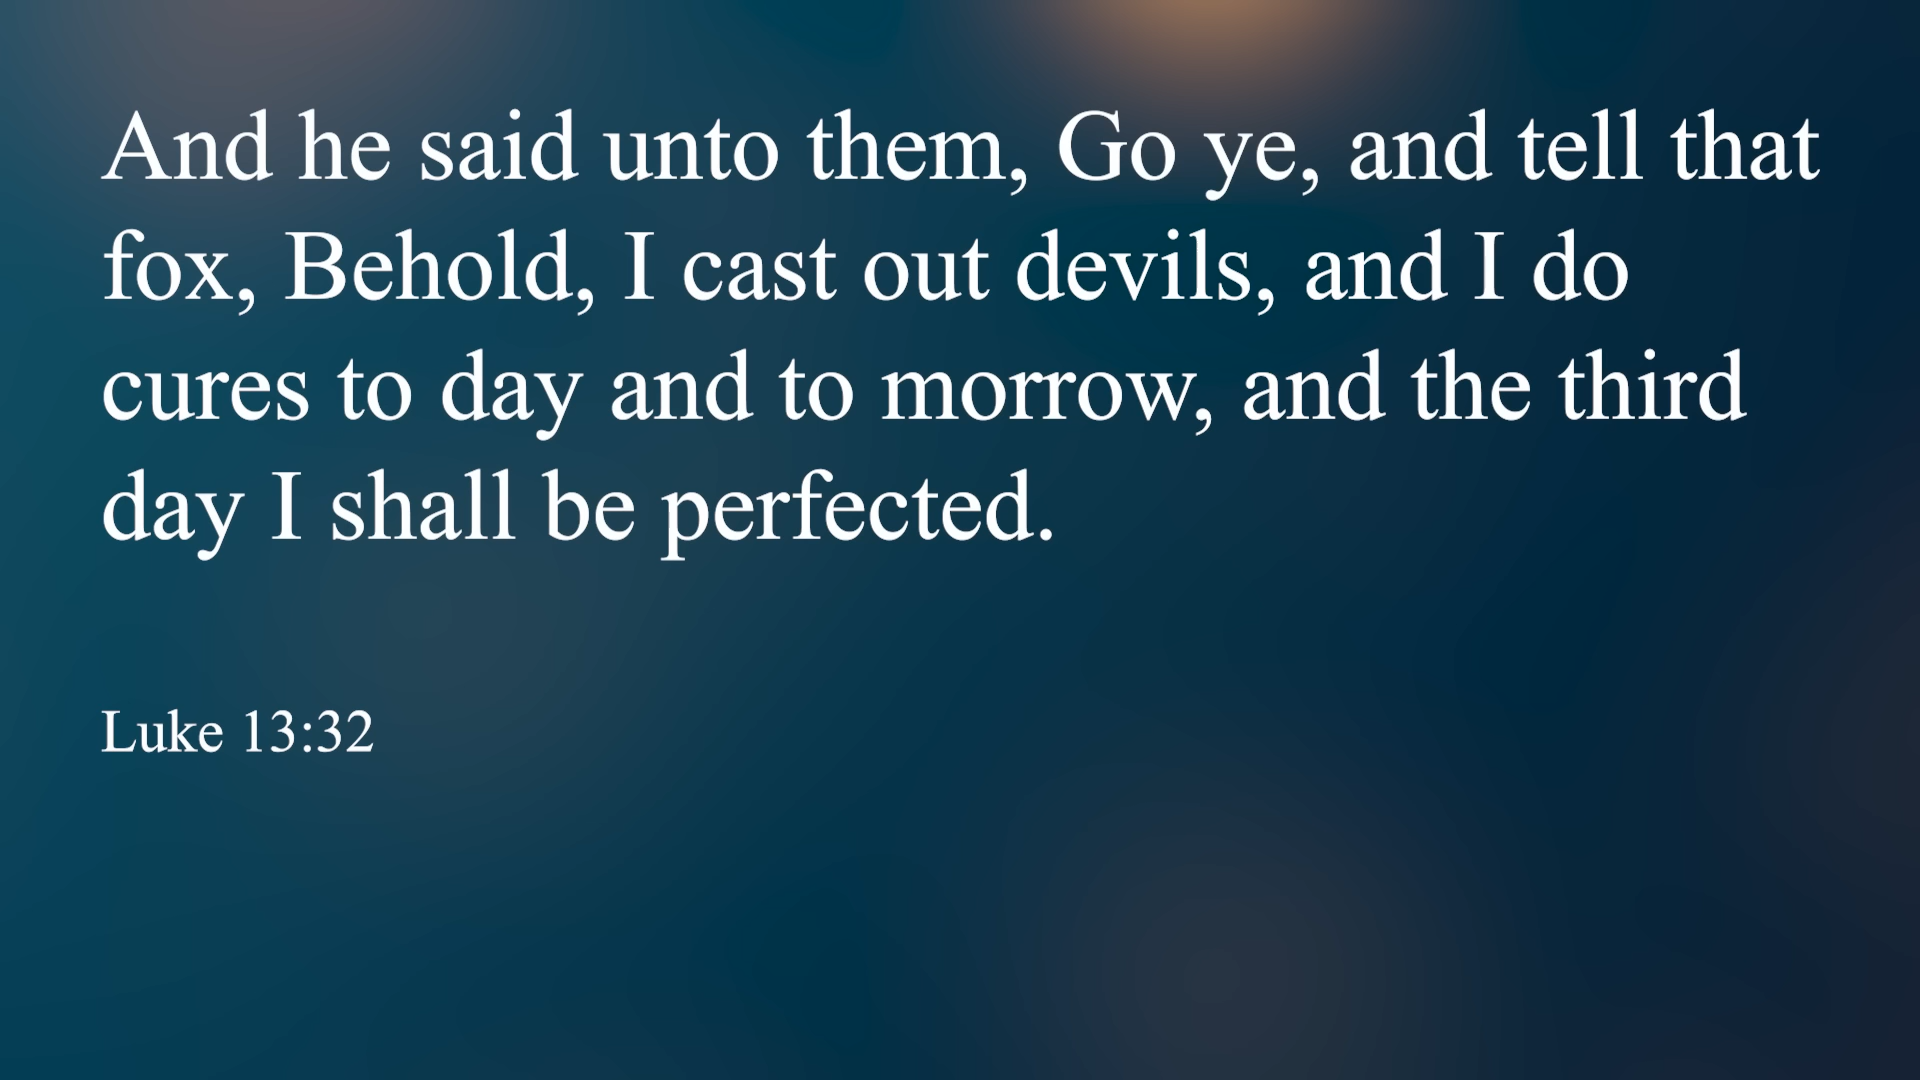 And he said unto them, Go ye, and tell that
fox, Behold, I cast out devils, and I do
cures to day and to morrow, and the third
day I shall be perfected.
Luke 13:32